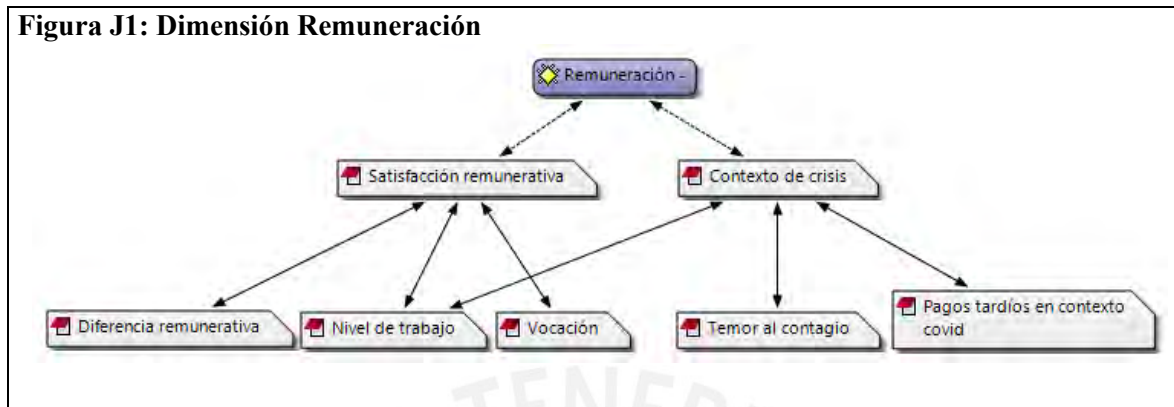 Figura J1: Dimensión Remuneración
Remuneración -
Satisfacción remunerativa
Contexto de crisis
Diferencia remunerativa
Nivel de trabajo
Vocación
Temor al contagio
Pagos tardíos en contexto
covid
TENEB